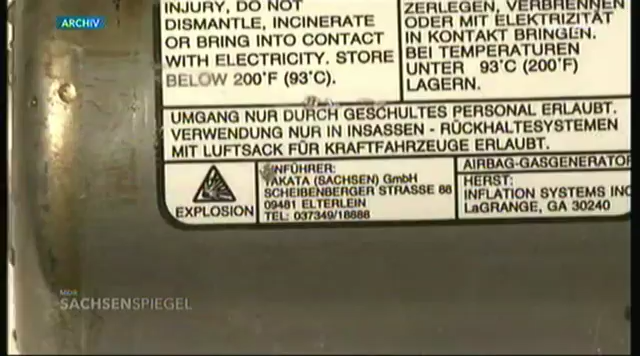 ARCHIV
INJURY, DO NOT
DISMANTLE, INCINERATE
OR BRING INTO CONTACT
WITH ELECTRICITY. STORE
BELOW 200°F (93°C).
ZERLEGEN, VERBRENNEN
ODER MIT ELEKTRIZITÄT
IN KONTAKT BRINGEN.
BEI TEMPERATUREN
UNTER 93°C (200°F)
LAGERN.
UMGANG NUR DURCH GESCHULTES PERSONAL ERLAUBT.
VERWENDUNG NUR IN INSASSEN - RÜCKHALTESYSTEMEN
MIT LUFTSACK FÜR KRAFTFAHRZEUGE ERLAUBT.
EXPLOSION
EINFÜHRER:
TAKATA (SACHSEN) GmbH
SCHEIBENBERGER STRASSE 88
09481 ELTERLEIN
TEL: 037349/18888
AIRBAG-GASGENERATOR
HERST:
INFLATION SYSTEMS INC
LaGRANGE, GA 30240
MDR
SACHSENSPIEGEL